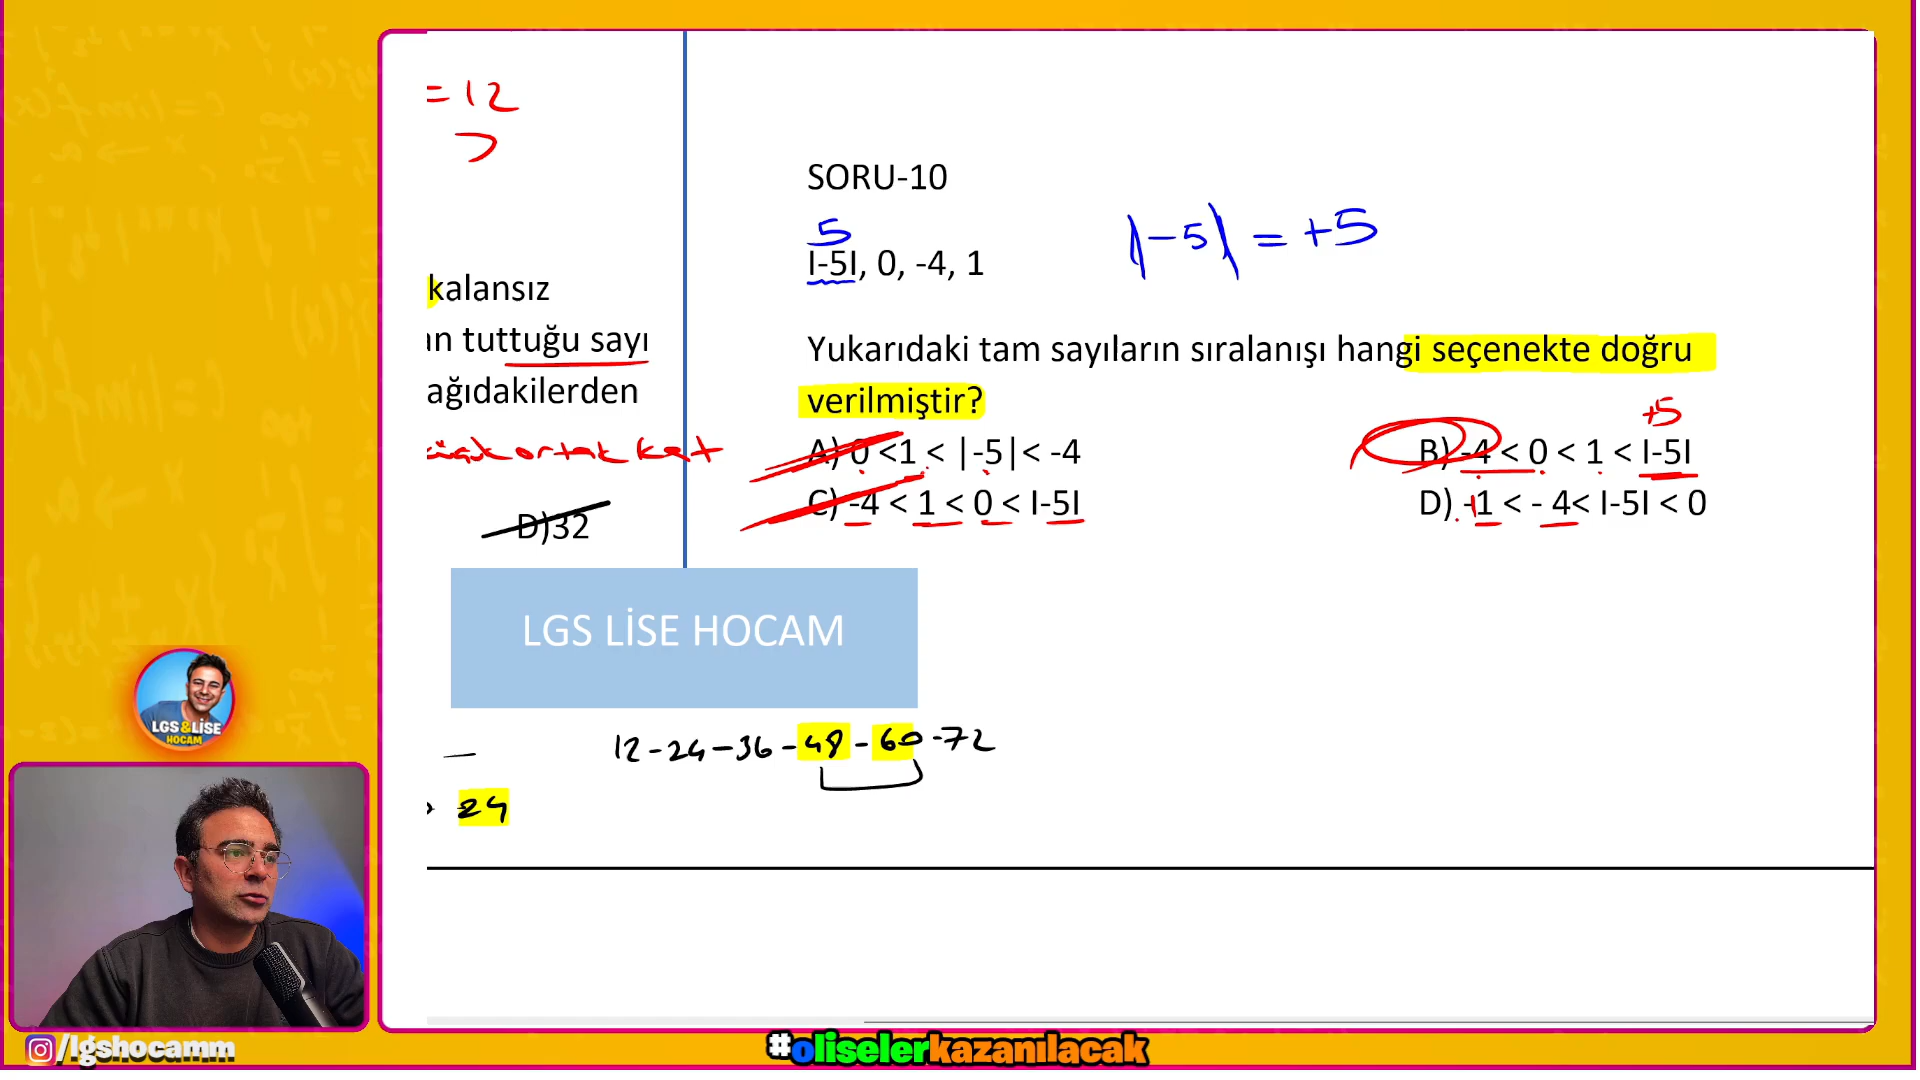 = 12
kalansız
tuttuğu sayı
ortak kat
D)32
SORU-10
5
I-5I, 0, -4, 1
|-5| = +5
Yukarıdaki tam sayıların sıralanışı hangi seçenekte doğru
verilmiştir?
+5
A) 0 <1 < |-5|< -4
B) -4 < 0 < 1 < I-5I
C) -4 < 1 < 0 < I-5I
D) -1 < - 4< I-5I < 0
LGS LİSE HOCAM
12-24-36-48-60-72
24
LGS&LİSE
HOCAM
/lgshocamm
#oliselerkazanılacak